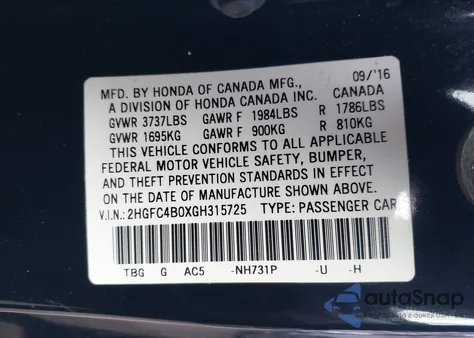 09/'16
MFD. BY HONDA OF CANADA MFG.,
A DIVISION OF HONDA CANADA INC. CANADA
GVWR 3737LBS GAWR F 1984LBS R 1786LBS
GVWR 1695KG GAWR F 900KG R 810KG
THIS VEHICLE CONFORMS TO ALL APPLICABLE
FEDERAL MOTOR VEHICLE SAFETY, BUMPER,
AND THEFT PREVENTION STANDARDS IN EFFECT
ON THE DATE OF MANUFACTURE SHOWN ABOVE.
V.I.N.: 2HGFC4B0XGH315725 TYPE: PASSENGER CAR
TBG G AC5 -NH731P -U -H
autoSnap